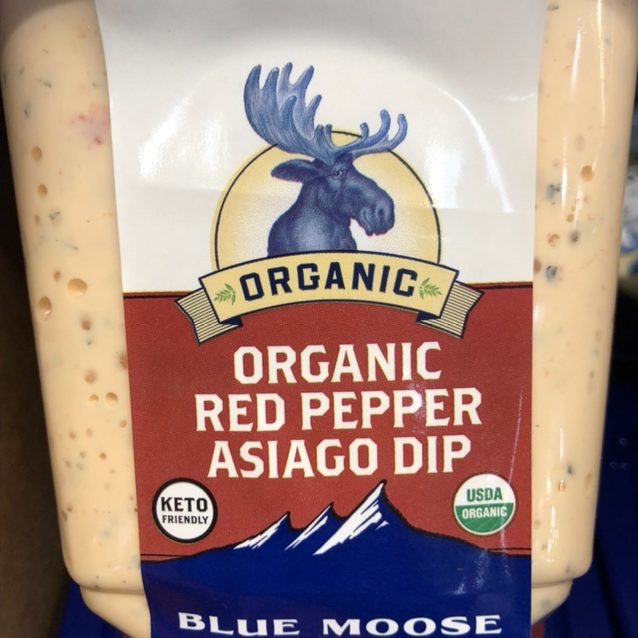 ORGANIC
ORGANIC
RED PEPPER
ASIAGO DIP
KETO
FRIENDLY
USDA
ORGANIC
BLUE MOOSE